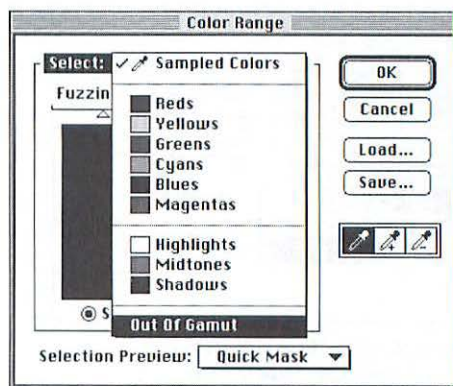 Color Range
Select: ✓ Sampled Colors
Fuzzin
Reds
Yellows
Greens
Cyans
Blues
Magentas
Highlights
Midtones
Shadows
S
Out Of Gamut
Selection Preview: Quick Mask
OK
Cancel
Load...
Save...